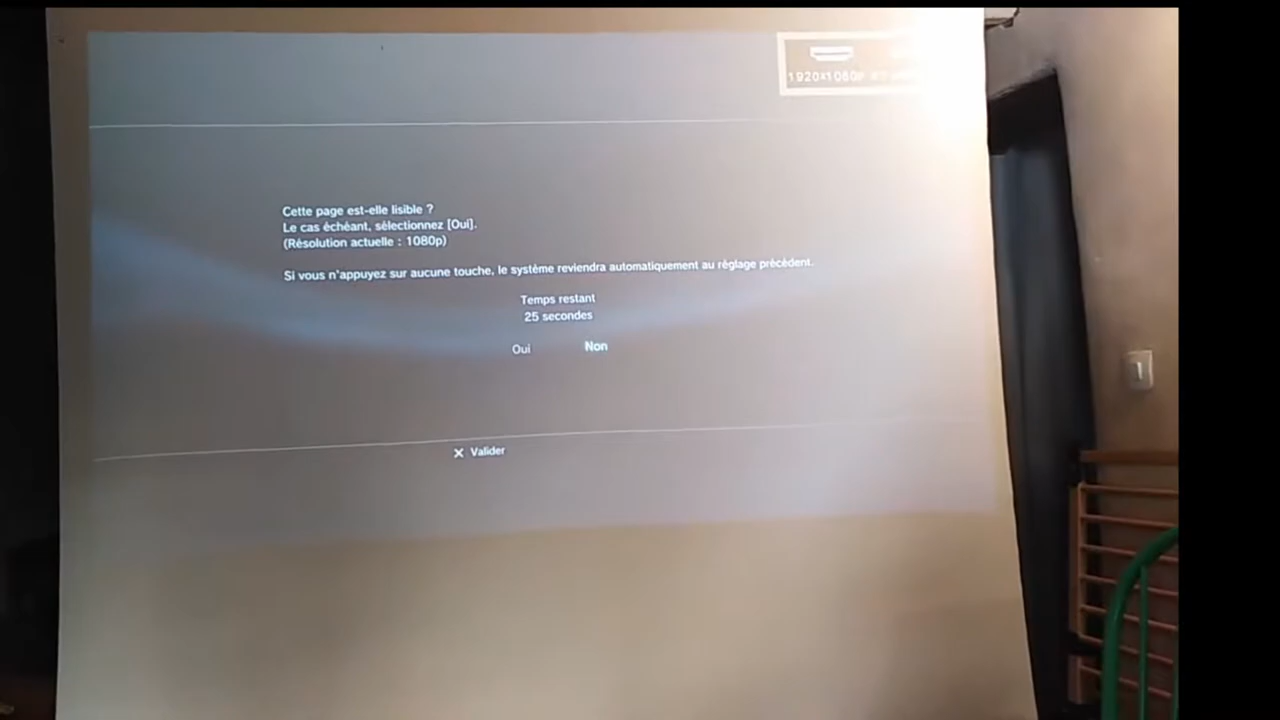 1920x1080P
Cette page est-elle lisible ?
Le cas échéant, sélectionnez [Oui].
(Résolution actuelle : 1080p)
Si vous n'appuyez sur aucune touche, le système reviendra automatiquement au réglage précédent.
Temps restant
25 secondes
Oui Non
X Valider